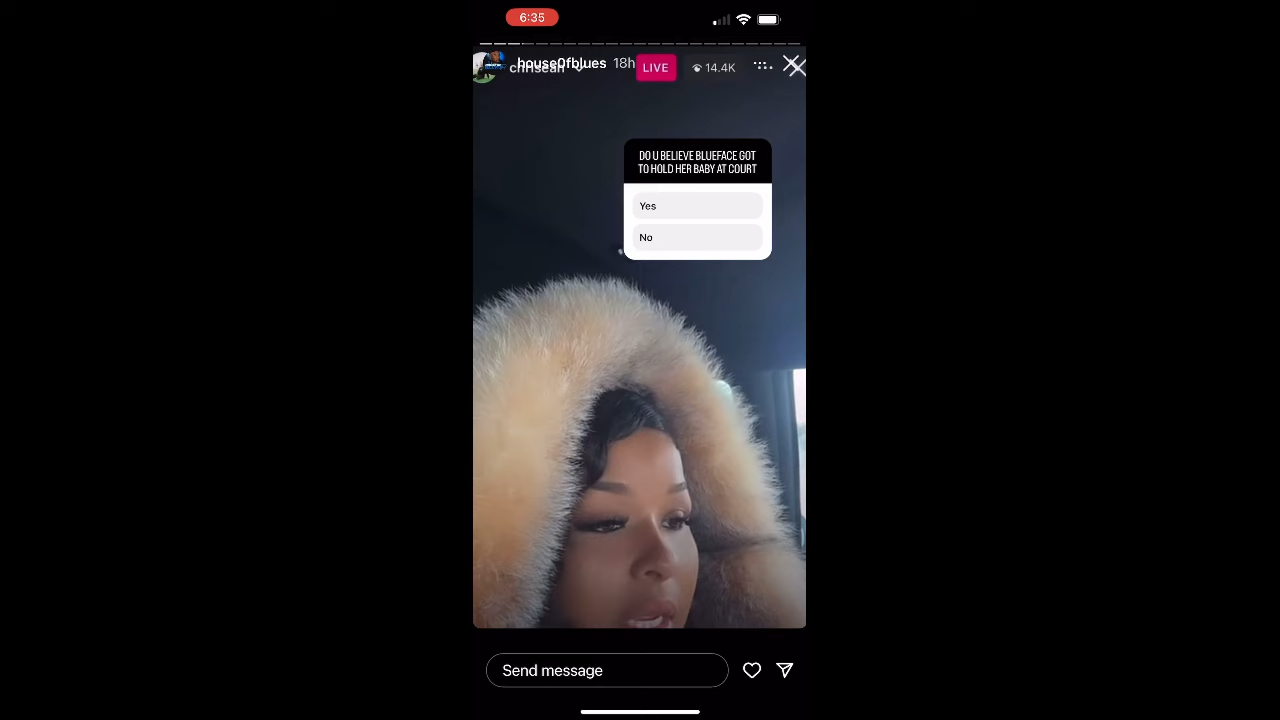 6:35
house0fblues 18h
chrisean LIVE 14.4K
DO U BELIEVE BLUEFACE GOT
TO HOLD HER BABY AT COURT
Yes
No
Send message